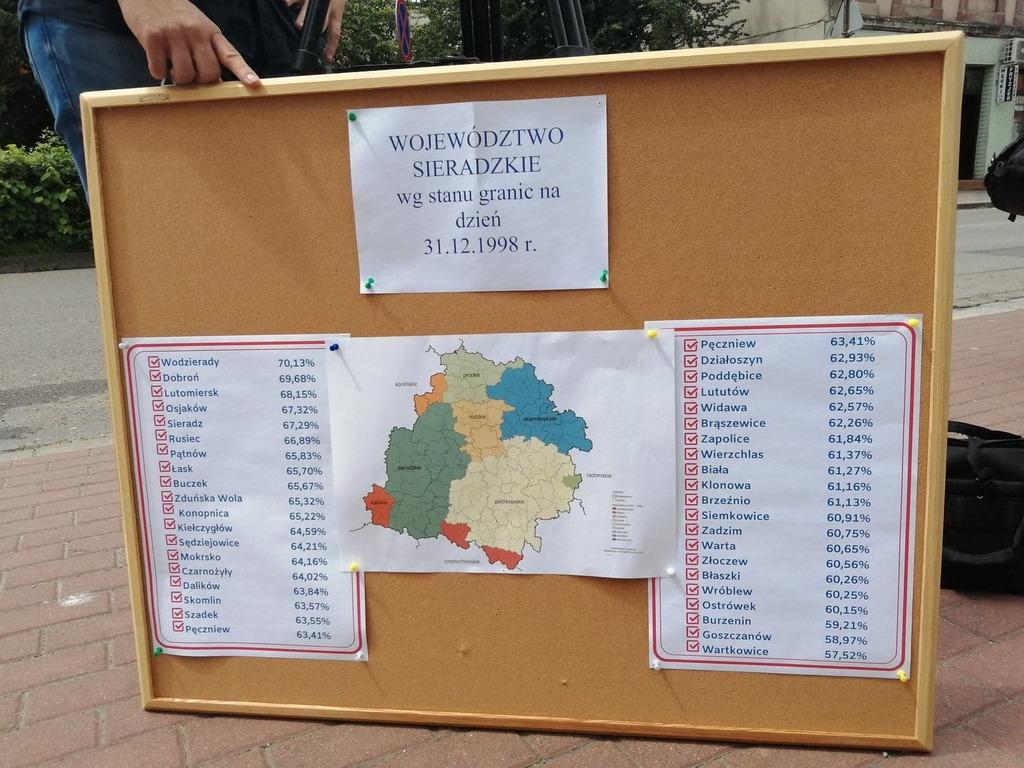 WOJEWÓDZTWO
SIERADZKIE
wg stanu granic na
dzień
31.12.1998 r.
Wodzierady 70,13%
Dobroń 69,68%
Lutomiersk 68,15%
Osjaków 67,32%
Sieradz 67,29%
Rusiec 66,89%
Pątnów 65,83%
Łask 65,70%
Buczek 65,67%
Zduńska Wola 65,32%
Konopnica 65,22%
Kiełczygłów 64,59%
Sędziejowice 64,21%
Mokrsko 64,16%
Czarnożyły 64,02%
Dalików 63,84%
Skomlin 63,57%
Szadek 63,55%
Pęczniew 63,41%
płockie
konińskie
łódzkie
skierniewickie
sieradzkie
radomskie
kaliskie
piotrkowskie
częstochowskie
Pęczniew 63,41%
Działoszyn 62,93%
Poddębice 62,80%
Lututów 62,65%
Widawa 62,57%
Brąszewice 62,26%
Zapolice 61,84%
Wierzchlas 61,37%
Biała 61,27%
Klonowa 61,16%
Brzeźnio 61,13%
Siemkowice 60,91%
Zadzim 60,75%
Warta 60,65%
Złoczew 60,56%
Błaszki 60,26%
Wróblew 60,25%
Ostrówek 60,15%
Burzenin 59,21%
Goszczanów 58,97%
Wartkowice 57,52%